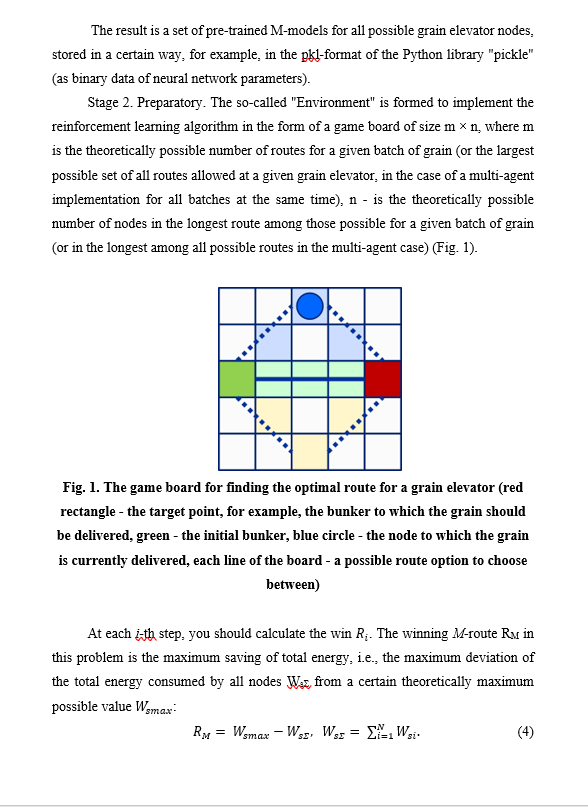 The result is a set of pre-trained M-models for all possible grain elevator nodes,
stored in a certain way, for example, in the pkl-format of the Python library "pickle"
(as binary data of neural network parameters).
Stage 2. Preparatory. The so-called "Environment" is formed to implement the
reinforcement learning algorithm in the form of a game board of size m × n, where m
is the theoretically possible number of routes for a given batch of grain (or the largest
possible set of all routes allowed at a given grain elevator, in the case of a multi-agent
implementation for all batches at the same time), n - is the theoretically possible
number of nodes in the longest route among those possible for a given batch of grain
(or in the longest among all possible routes in the multi-agent case) (Fig. 1).
Fig. 1. The game board for finding the optimal route for a grain elevator (red
rectangle - the target point, for example, the bunker to which the grain should
be delivered, green - the initial bunker, blue circle - the node to which the grain
is currently delivered, each line of the board - a possible route option to choose
between)
At each i-th step, you should calculate the win R_i. The winning M-route R_M in
this problem is the maximum saving of total energy, i.e., the maximum deviation of
the total energy consumed by all nodes W_{sΣ} from a certain theoretically maximum
possible value W_{smax}:
R_M = W_{smax} − W_{sΣ}, W_{sΣ} = ∑_{i=1}^{N} W_{si}. (4)